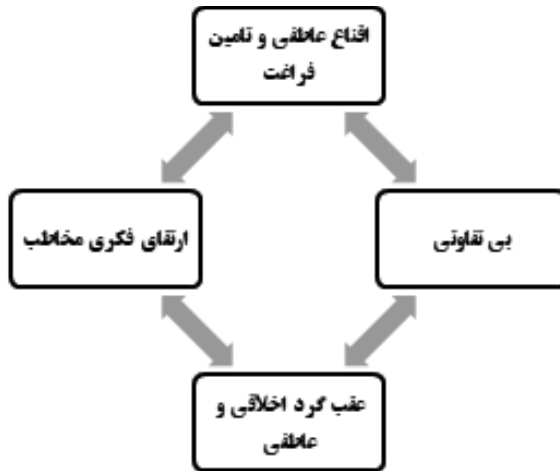 اقناع عاطفی و تامین
فراغت
ارتقای فکری مخاطب
بی تفاوتی
عقب گرد اخلاقی و
عاطفی